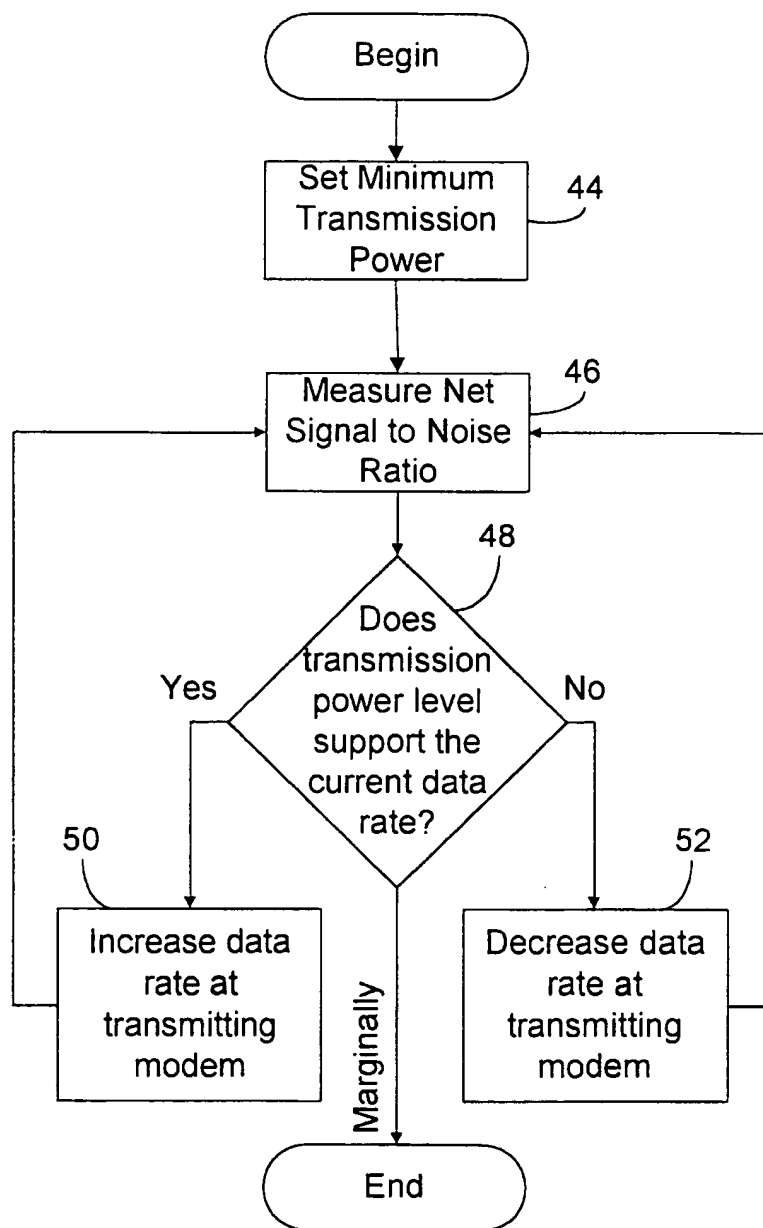 Begin
Set Minimum
Transmission
Power
44
Measure Net
Signal to Noise
Ratio
46
48
Does
transmission
power level
support the
current data
rate?
Yes
No
50
Increase data
rate at
transmitting
modem
Marginally
52
Decrease data
rate at
transmitting
modem
End